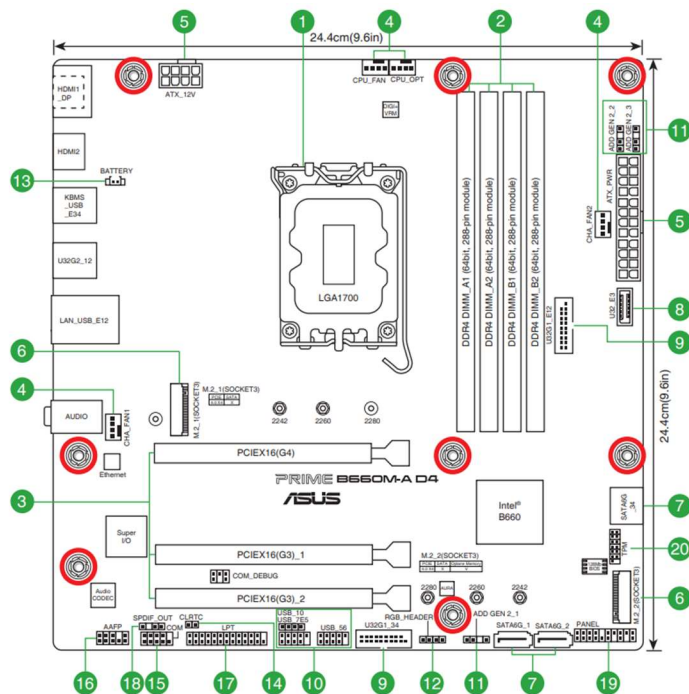 5
1
4
2
4
24.4cm(9.6in)
HDMI1
_DP
ATX_12V
CPU_FAN
CPU_OPT
DIGI+
VRM
ADD GEN 2_2
ADD GEN 2_3
11
HDMI2
BATTERY
13
KBMS
_USB
_E34
U32G2_12
LAN_USB_E12
LGA1700
DDR4 DIMM_A1 (64bit, 288-pin module)
DDR4 DIMM_A2 (64bit, 288-pin module)
DDR4 DIMM_B1 (64bit, 288-pin module)
DDR4 DIMM_B2 (64bit, 288-pin module)
CHA_FAN2
ATX_PWR
5
U32_E3
8
U32G1_E12
9
24.4cm(9.6in)
6
4
AUDIO
CHA_FAN1
M.2_1(SOCKET3)
M.2_1(SOCKET3)
2242
2260
2280
Ethernet
PCIEX16(G4)
PRIME B660M-A D4
ASUS
3
Intel®
B660
SATA6G
_34
7
Super
I/O
PCIEX16(G3)_1
COM_DEBUG
M.2_2(SOCKET3)
TPM
20
Audio
CODEC
PCIEX16(G3)_2
2280
2260
2242
M.2_2(SOCKET3)
6
AAFP
SPDIF_OUT
COM
CLRTC
LPT
USB_10
USB_7E5
USB_56
U32G1_34
RGB_HEADER
ADD GEN 2_1
SATA6G_1
SATA6G_2
PANEL
16
18
15
17
14
10
9
12
11
7
19